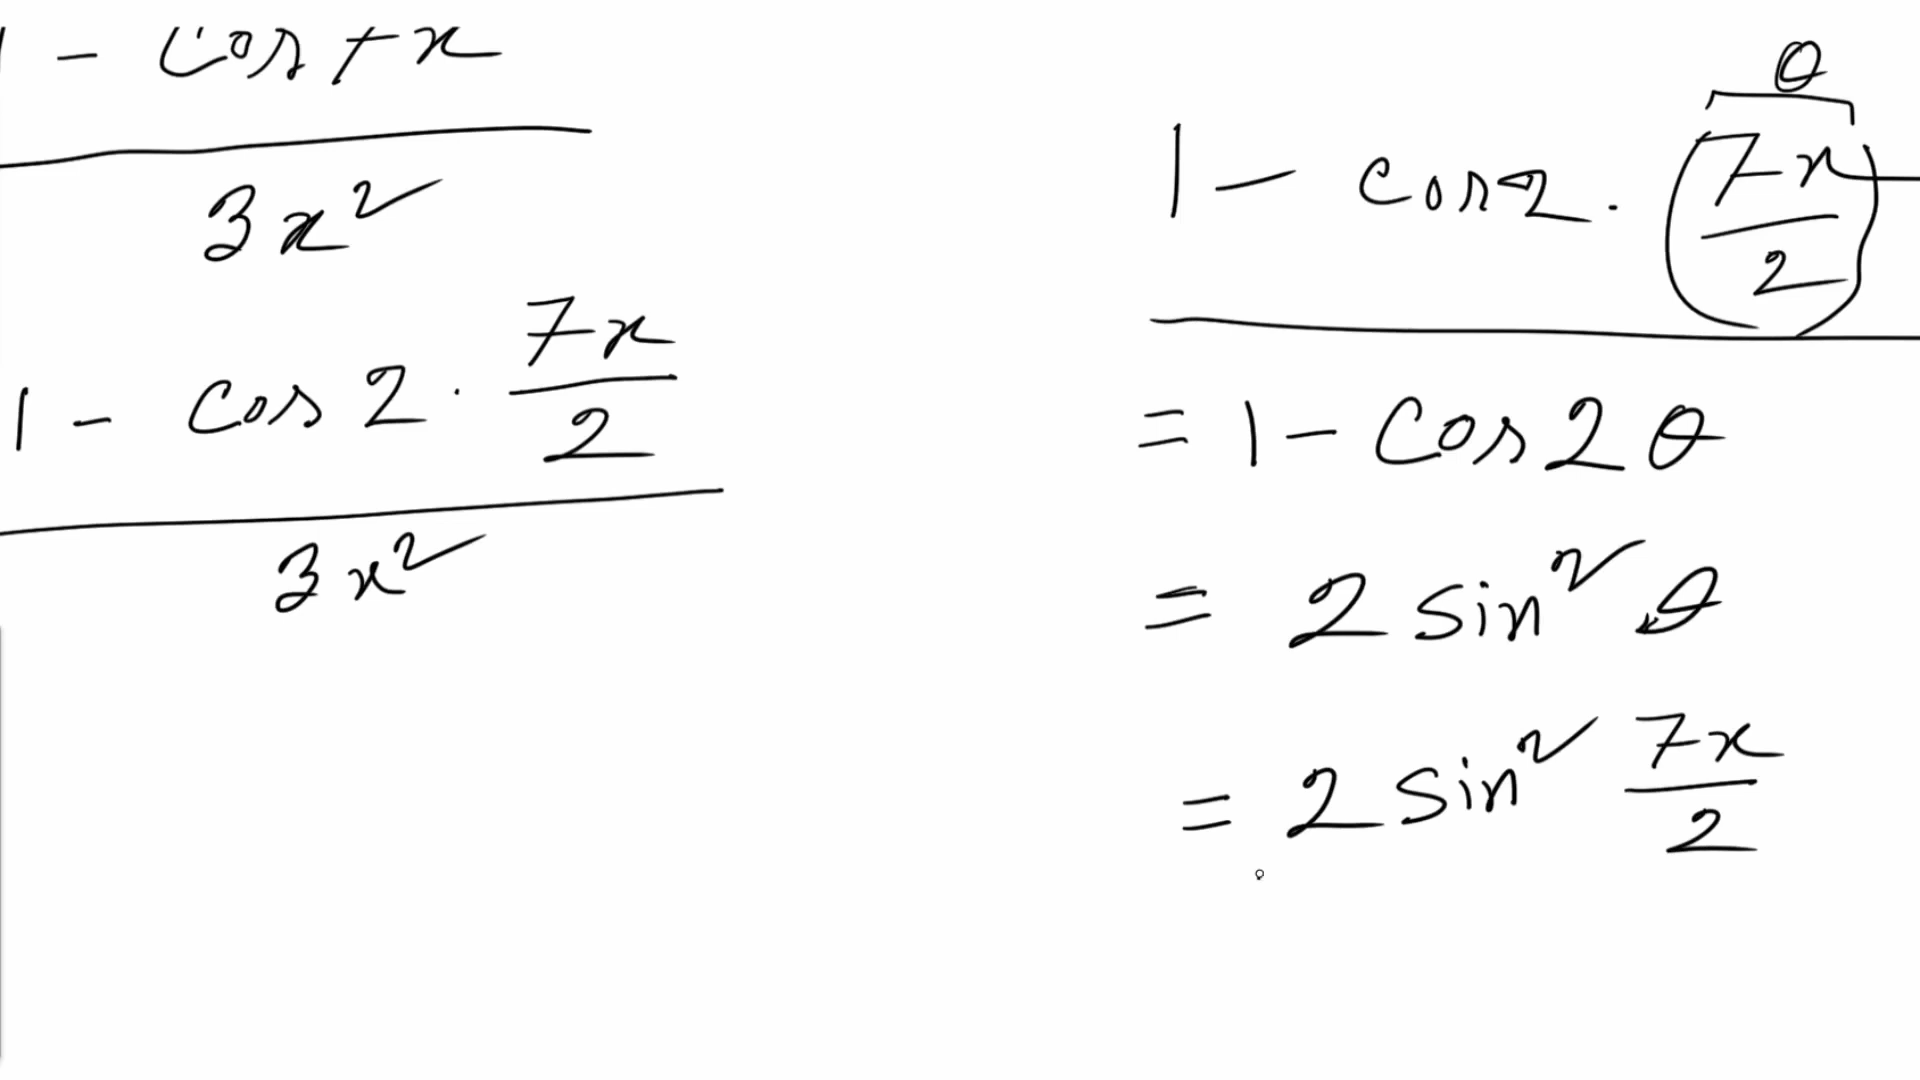 1 - cos 7x
3x²
1 - cos 2 · 7x/2
3x²
θ
1 - cos 2 · (7x/2)
= 1 - cos 2θ
= 2 sin² θ
= 2 sin² 7x/2